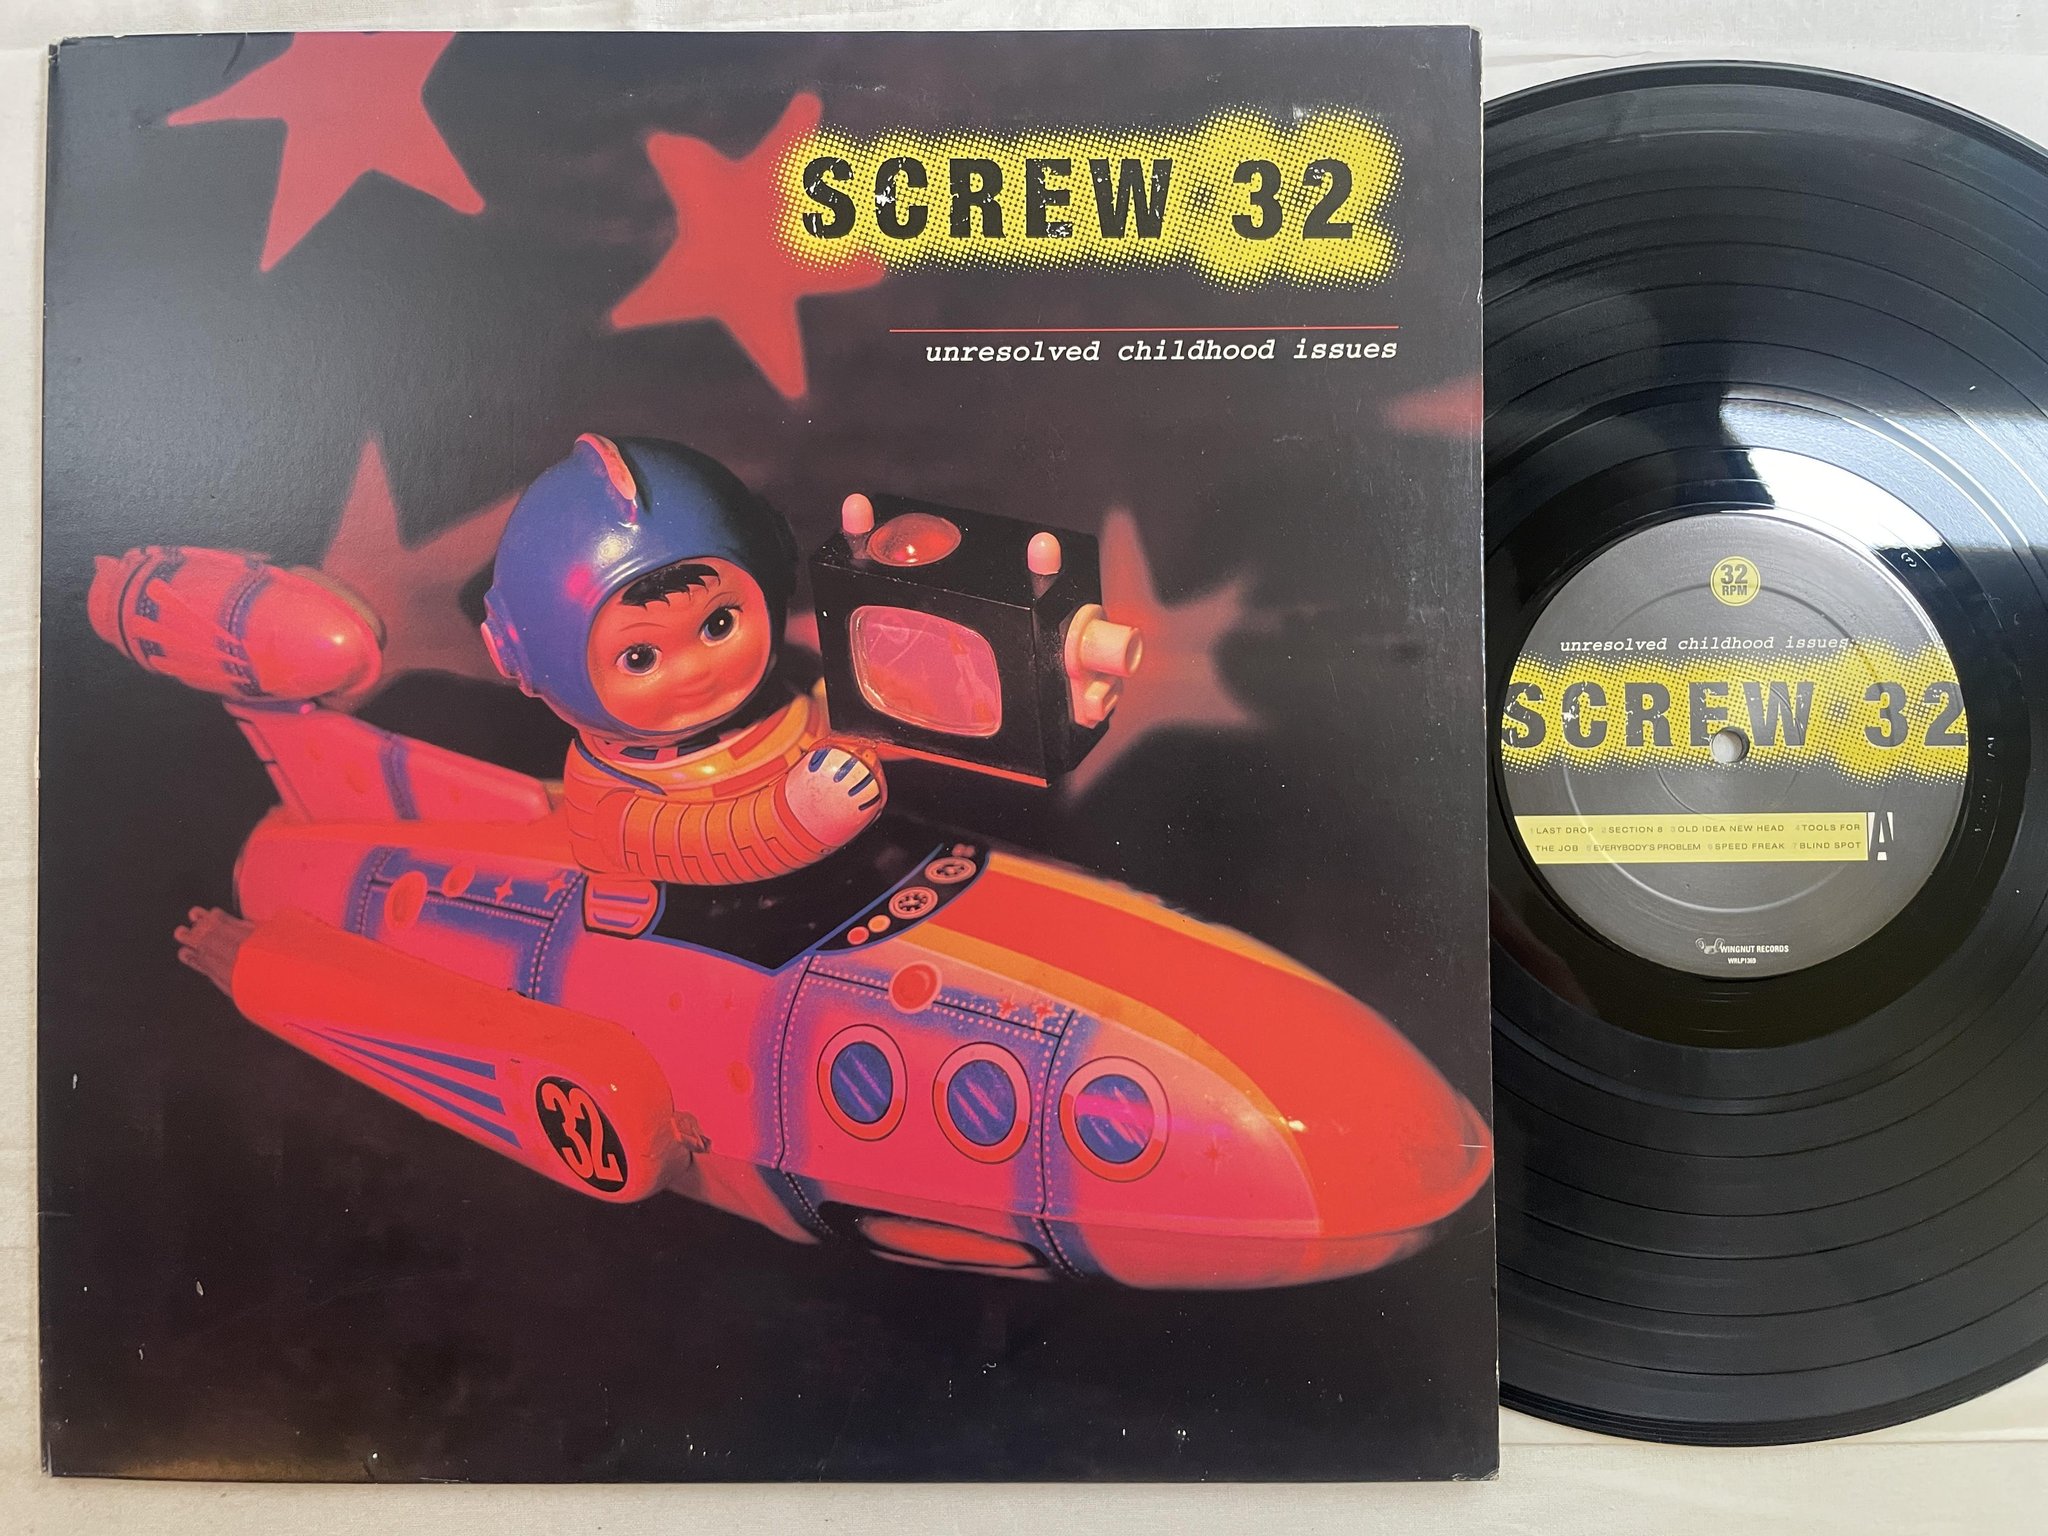 SCREW 32
unresolved childhood issues
32
32
RPM
unresolved childhood issues
SCREW 32
1 LAST DROP 2 SECTION 8 3 OLD IDEA NEW HEAD 4 TOOLS FOR
THE JOB 5 EVERYBODY'S PROBLEM 6 SPEED FREAK 7 BLIND SPOT
A
WINGNUT RECORDS
WRLP1369